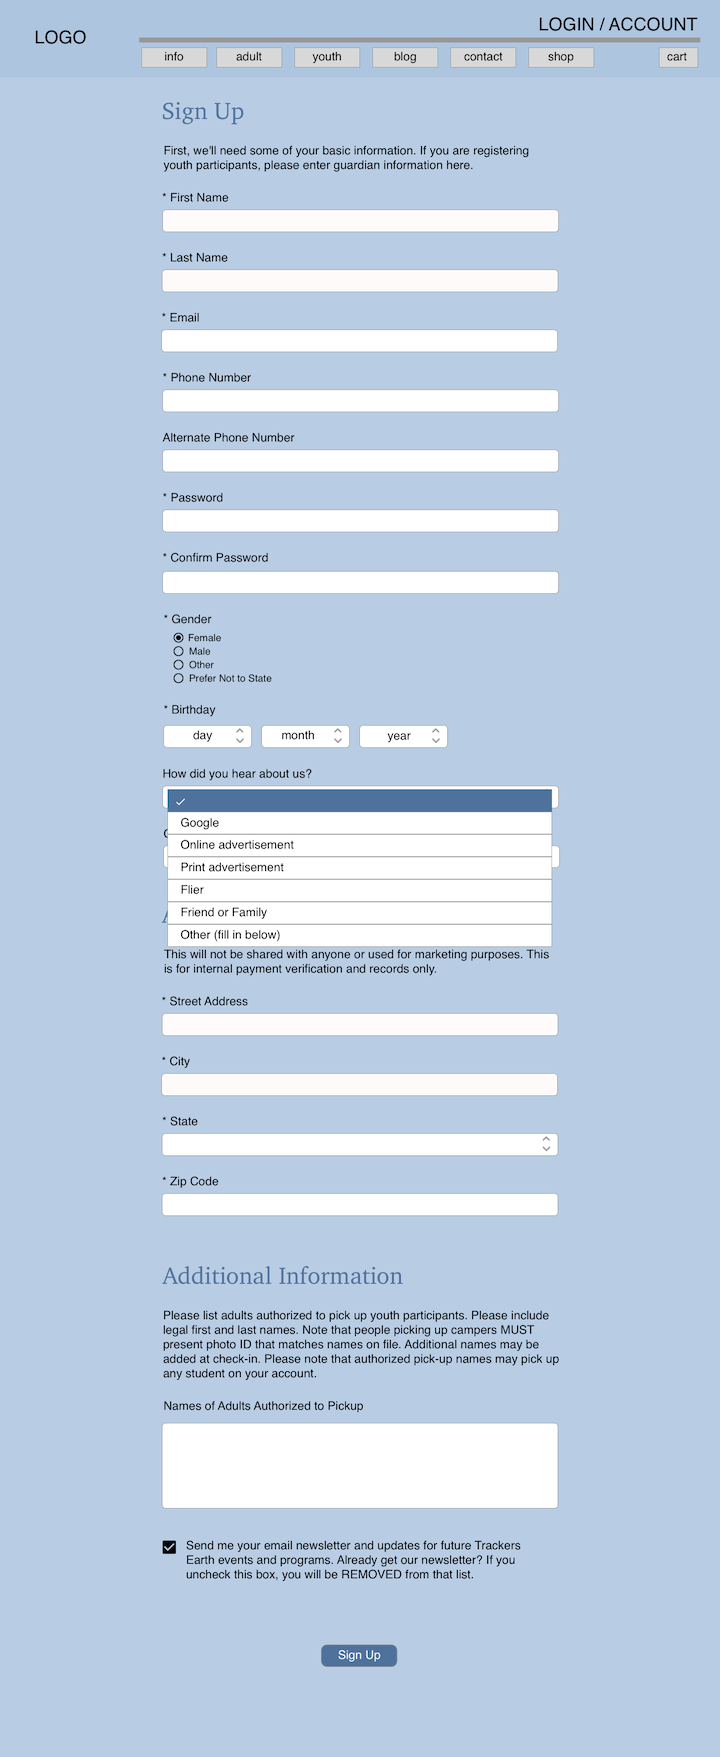 LOGO
LOGIN / ACCOUNT
info
adult
youth
blog
contact
shop
cart
Sign Up
First, we'll need some of your basic information. If you are registering
youth participants, please enter guardian information here.
* First Name
* Last Name
* Email
* Phone Number
Alternate Phone Number
* Password
* Confirm Password
* Gender
Female
Male
Other
Prefer Not to State
* Birthday
day
month
year
How did you hear about us?
Google
Online advertisement
Print advertisement
Flier
Friend or Family
Other (fill in below)
This will not be shared with anyone or used for marketing purposes. This
is for internal payment verification and records only.
* Street Address
* City
* State
* Zip Code
Additional Information
Please list adults authorized to pick up youth participants. Please include
legal first and last names. Note that people picking up campers MUST
present photo ID that matches names on file. Additional names may be
added at check-in. Please note that authorized pick-up names may pick up
any student on your account.
Names of Adults Authorized to Pickup
Send me your email newsletter and updates for future Trackers
Earth events and programs. Already get our newsletter? If you
uncheck this box, you will be REMOVED from that list.
Sign Up